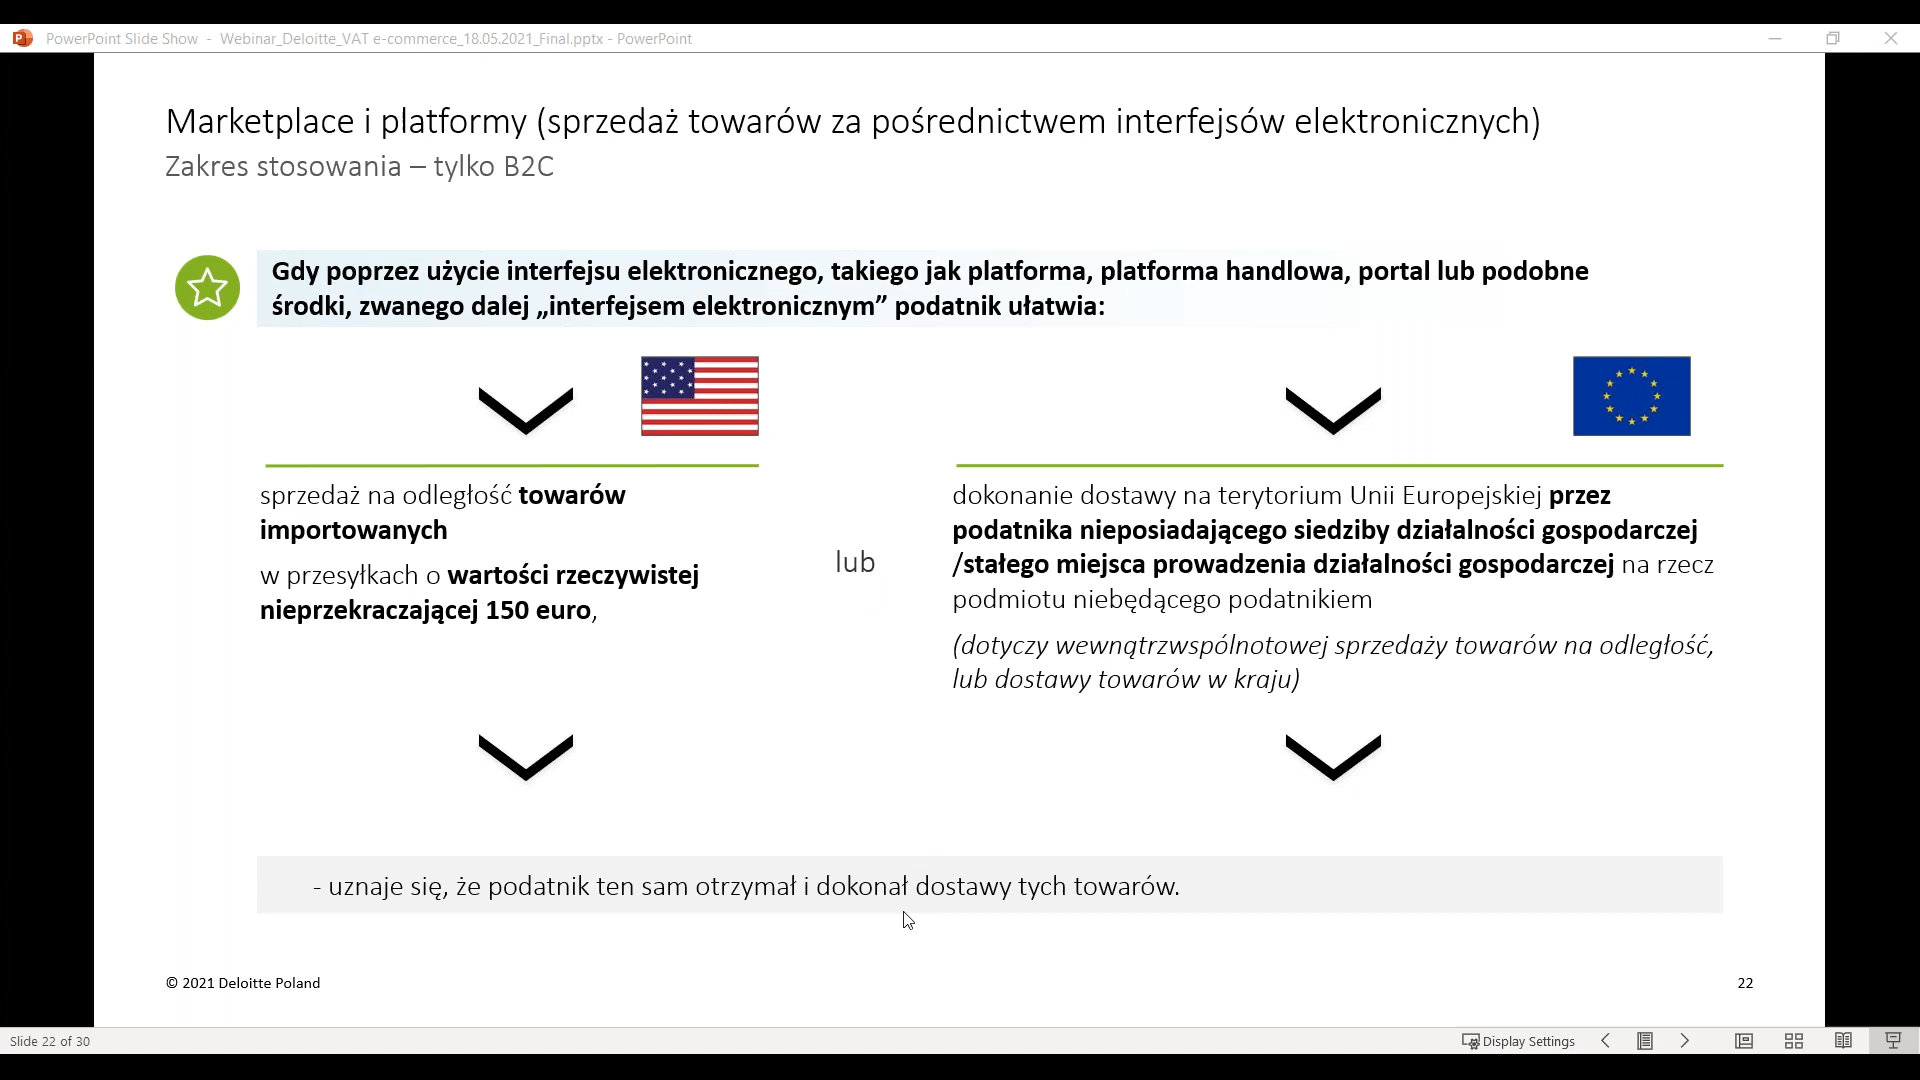 PowerPoint Slide Show - Webinar_Deloitte_VAT e-commerce_18.05.2021_Final.pptx - PowerPoint
Marketplace i platformy (sprzedaż towarów za pośrednictwem interfejsów elektronicznych)
Zakres stosowania – tylko B2C
Gdy poprzez użycie interfejsu elektronicznego, takiego jak platforma, platforma handlowa, portal lub podobne
środki, zwanego dalej „interfejsem elektronicznym” podatnik ułatwia:
sprzedaż na odległość towarów
importowanych
w przesyłkach o wartości rzeczywistej
nieprzekraczającej 150 euro,
lub
dokonanie dostawy na terytorium Unii Europejskiej przez
podatnika nieposiadającego siedziby działalności gospodarczej
/stałego miejsca prowadzenia działalności gospodarczej na rzecz
podmiotu niebędącego podatnikiem
(dotyczy wewnątrzwspólnotowej sprzedaży towarów na odległość,
lub dostawy towarów w kraju)
- uznaje się, że podatnik ten sam otrzymał i dokonał dostawy tych towarów.
© 2021 Deloitte Poland
22
Slide 22 of 30
Display Settings